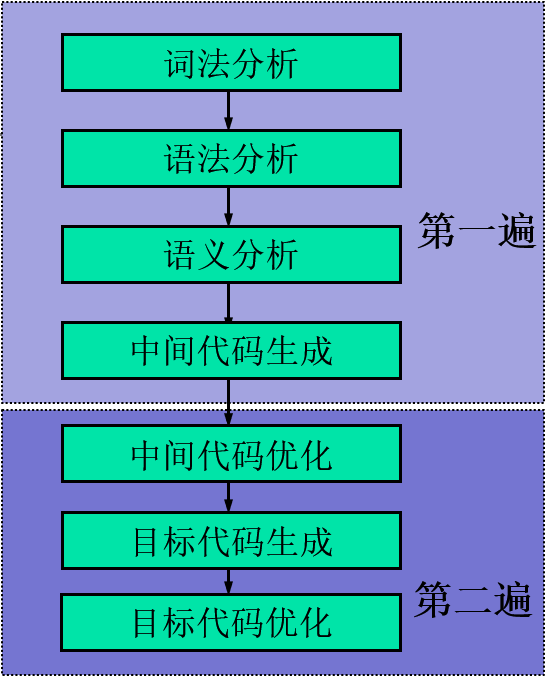 词法分析
语法分析
语义分析
第一遍
中间代码生成
中间代码优化
目标代码生成
第二遍
目标代码优化